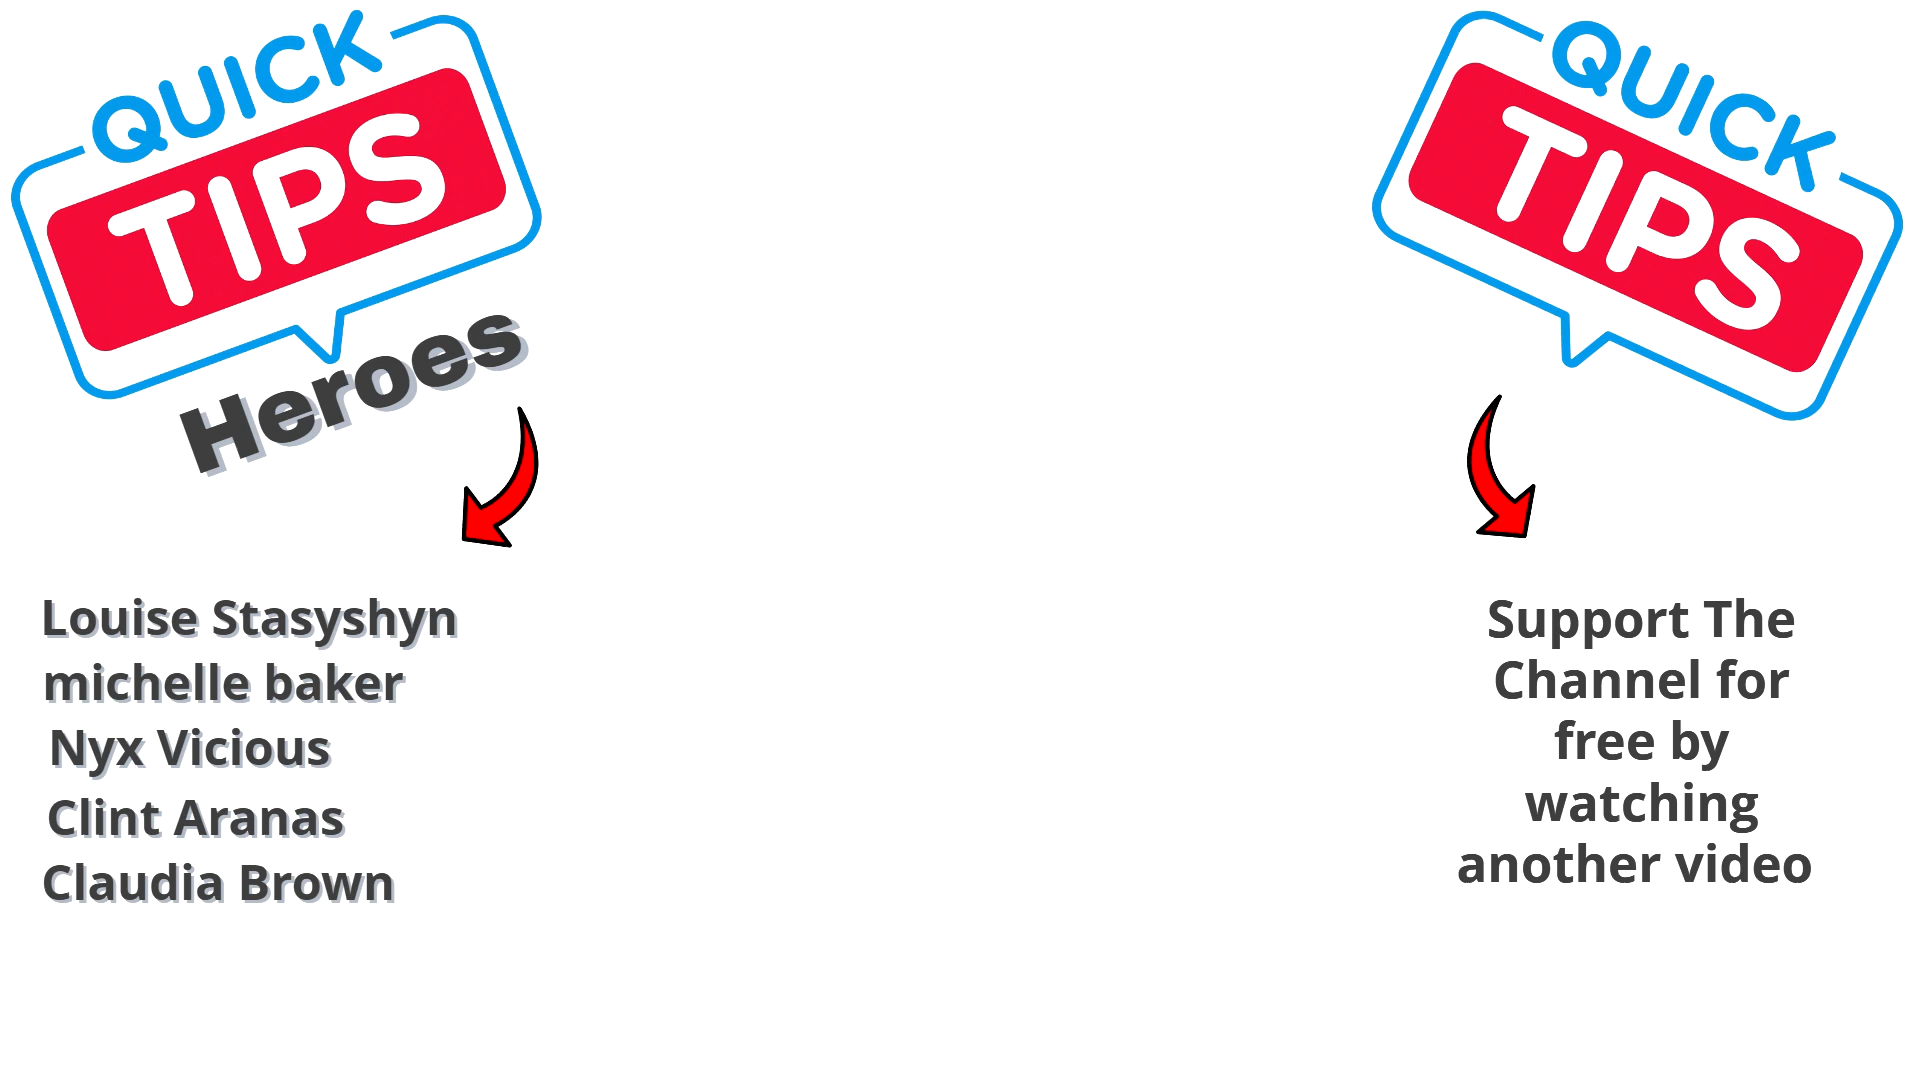 QUICK
TIPS
Heroes
Louise Stasyshyn
michelle baker
Nyx Vicious
Clint Aranas
Claudia Brown
QUICK
TIPS
Support The
Channel for
free by
watching
another video